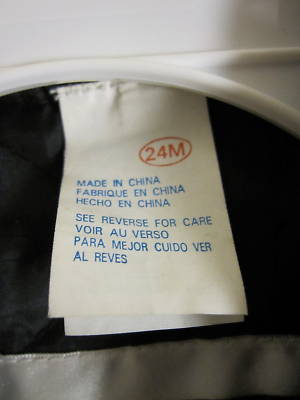 24M
MADE IN CHINA
FABRIQUE EN CHINA
HECHO EN CHINA
SEE REVERSE FOR CARE
VOIR AU VERSO
PARA MEJOR CUIDO VER
AL REVES